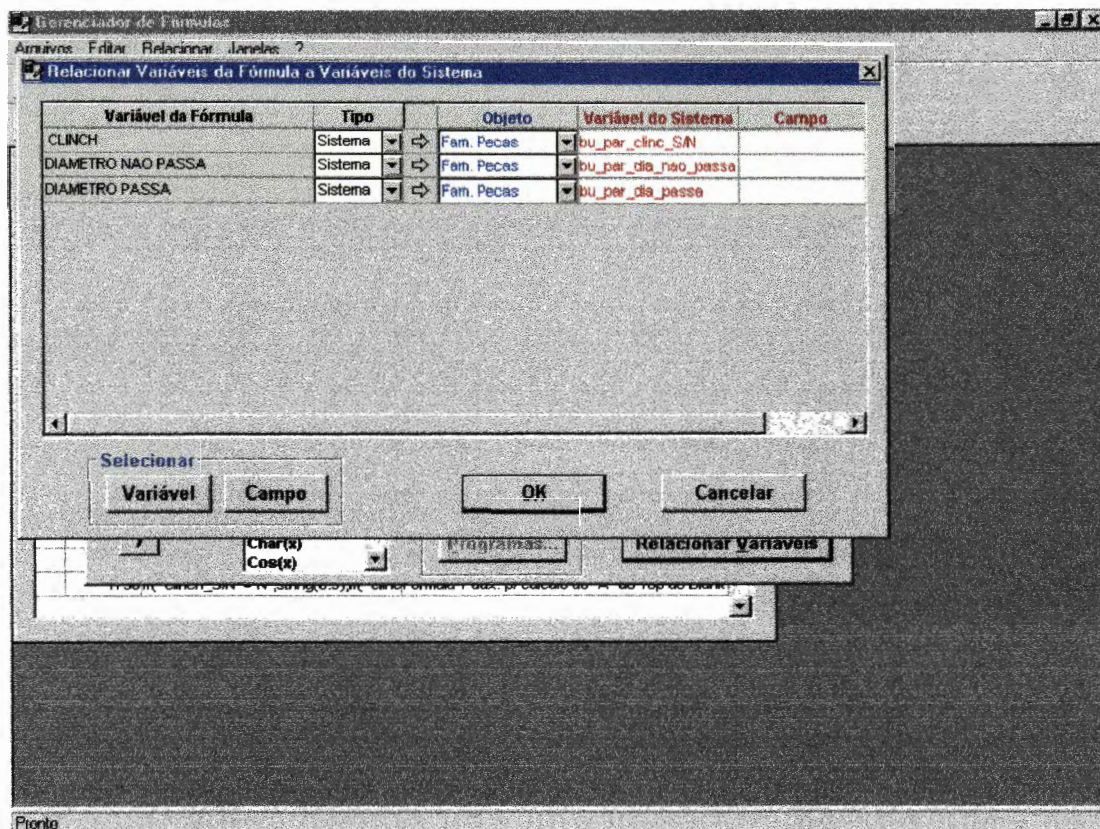 Gerenciador de Fórmulas
Arquivos Editar Relacionar Janelas ?
Relacionar Variáveis da Fórmula a Variáveis do Sistema
Variável da Fórmula Tipo Objeto Variável do Sistema Campo
CLINCH Sistema Fam. Pecas bu_par_clinc_S/N
DIAMETRO NAO PASSA Sistema Fam. Pecas bu_par_dia_nao_passa
DIAMETRO PASSA Sistema Fam. Pecas bu_par_dia_passa
Selecionar
Variável Campo OK Cancelar
Char(x) Programas... Relacionar Variáveis
Cos(x)
Pronto